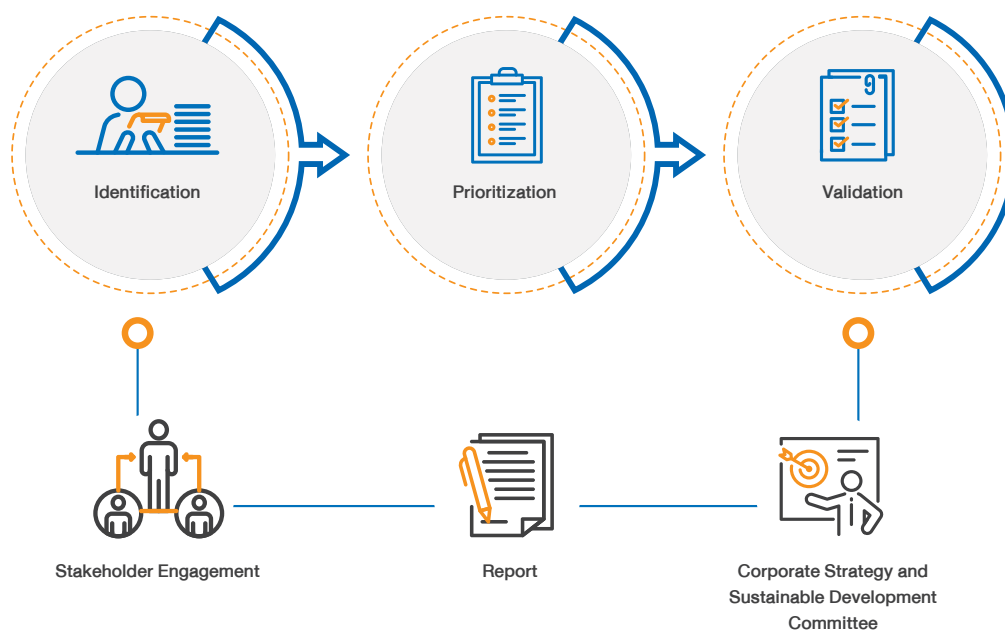 Identification
Prioritization
Validation
Stakeholder Engagement
Report
Corporate Strategy and
Sustainable Development
Committee